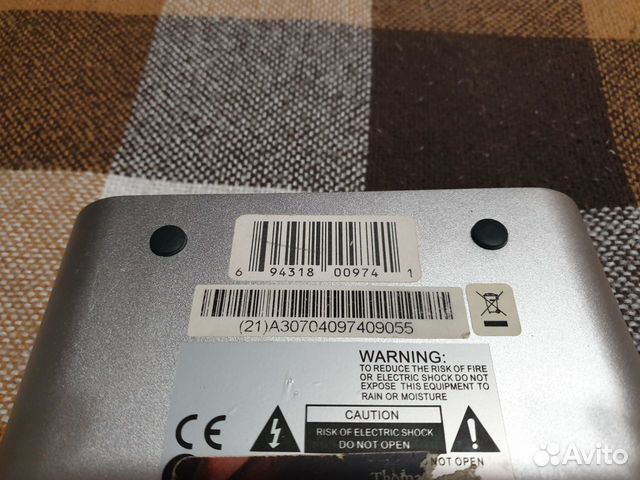 6 94318 00974 1
(21)A30704097409055
WARNING:
TO REDUCE THE RISK OF FIRE
OR ELECTRIC SHOCK DO NOT
EXPOSE THIS EQUIPMENT TO
RAIN OR MOISTURE
CE
CAUTION
RISK OF ELECTRIC SHOCK
DO NOT OPEN
NOT OPEN
Avito